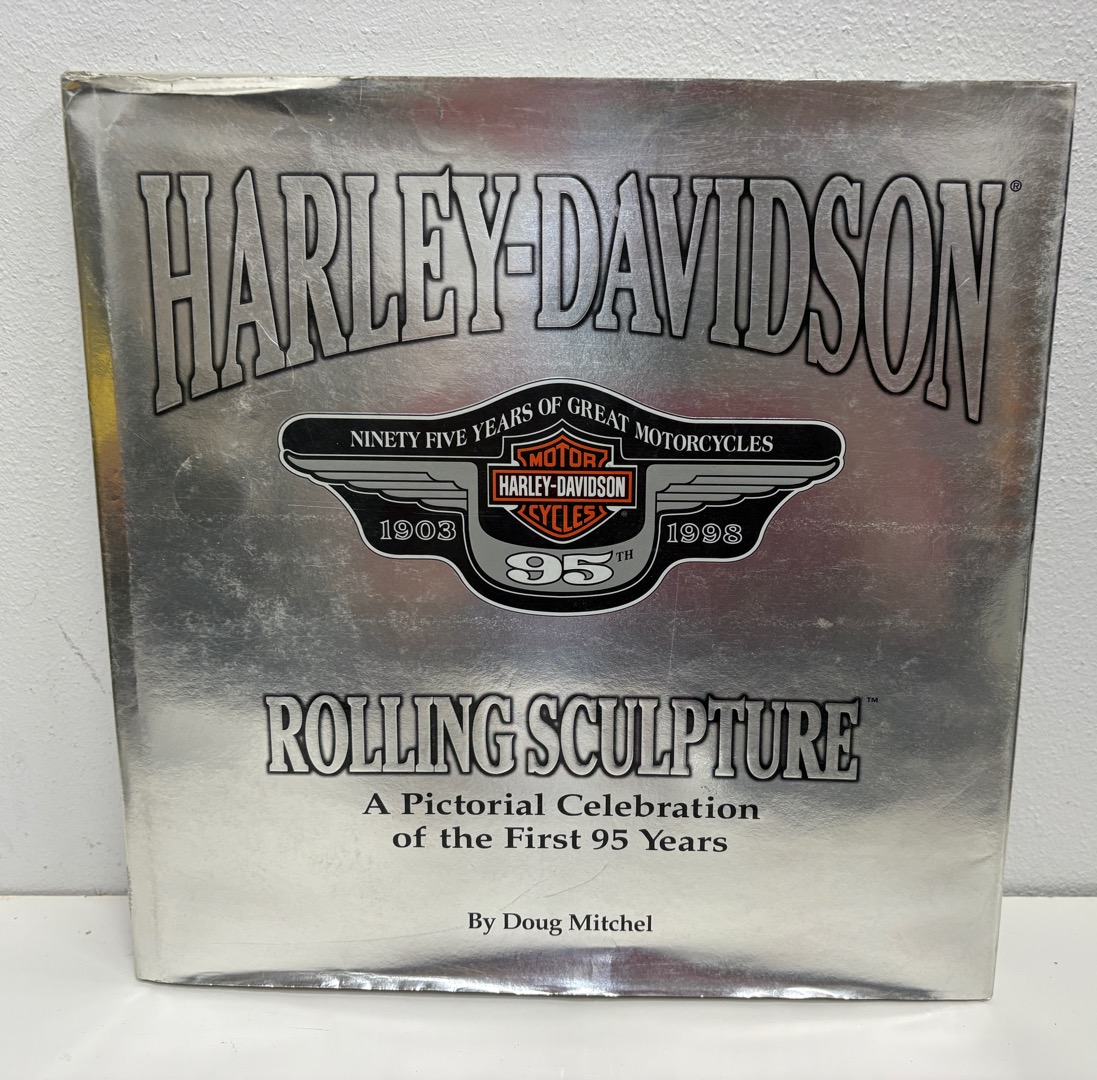 HARLEY-DAVIDSON®
NINETY FIVE YEARS OF GREAT MOTORCYCLES
MOTOR
HARLEY-DAVIDSON
CYCLES
1903
1998
95TH
ROLLING SCULPTURE™
A Pictorial Celebration
of the First 95 Years
By Doug Mitchel